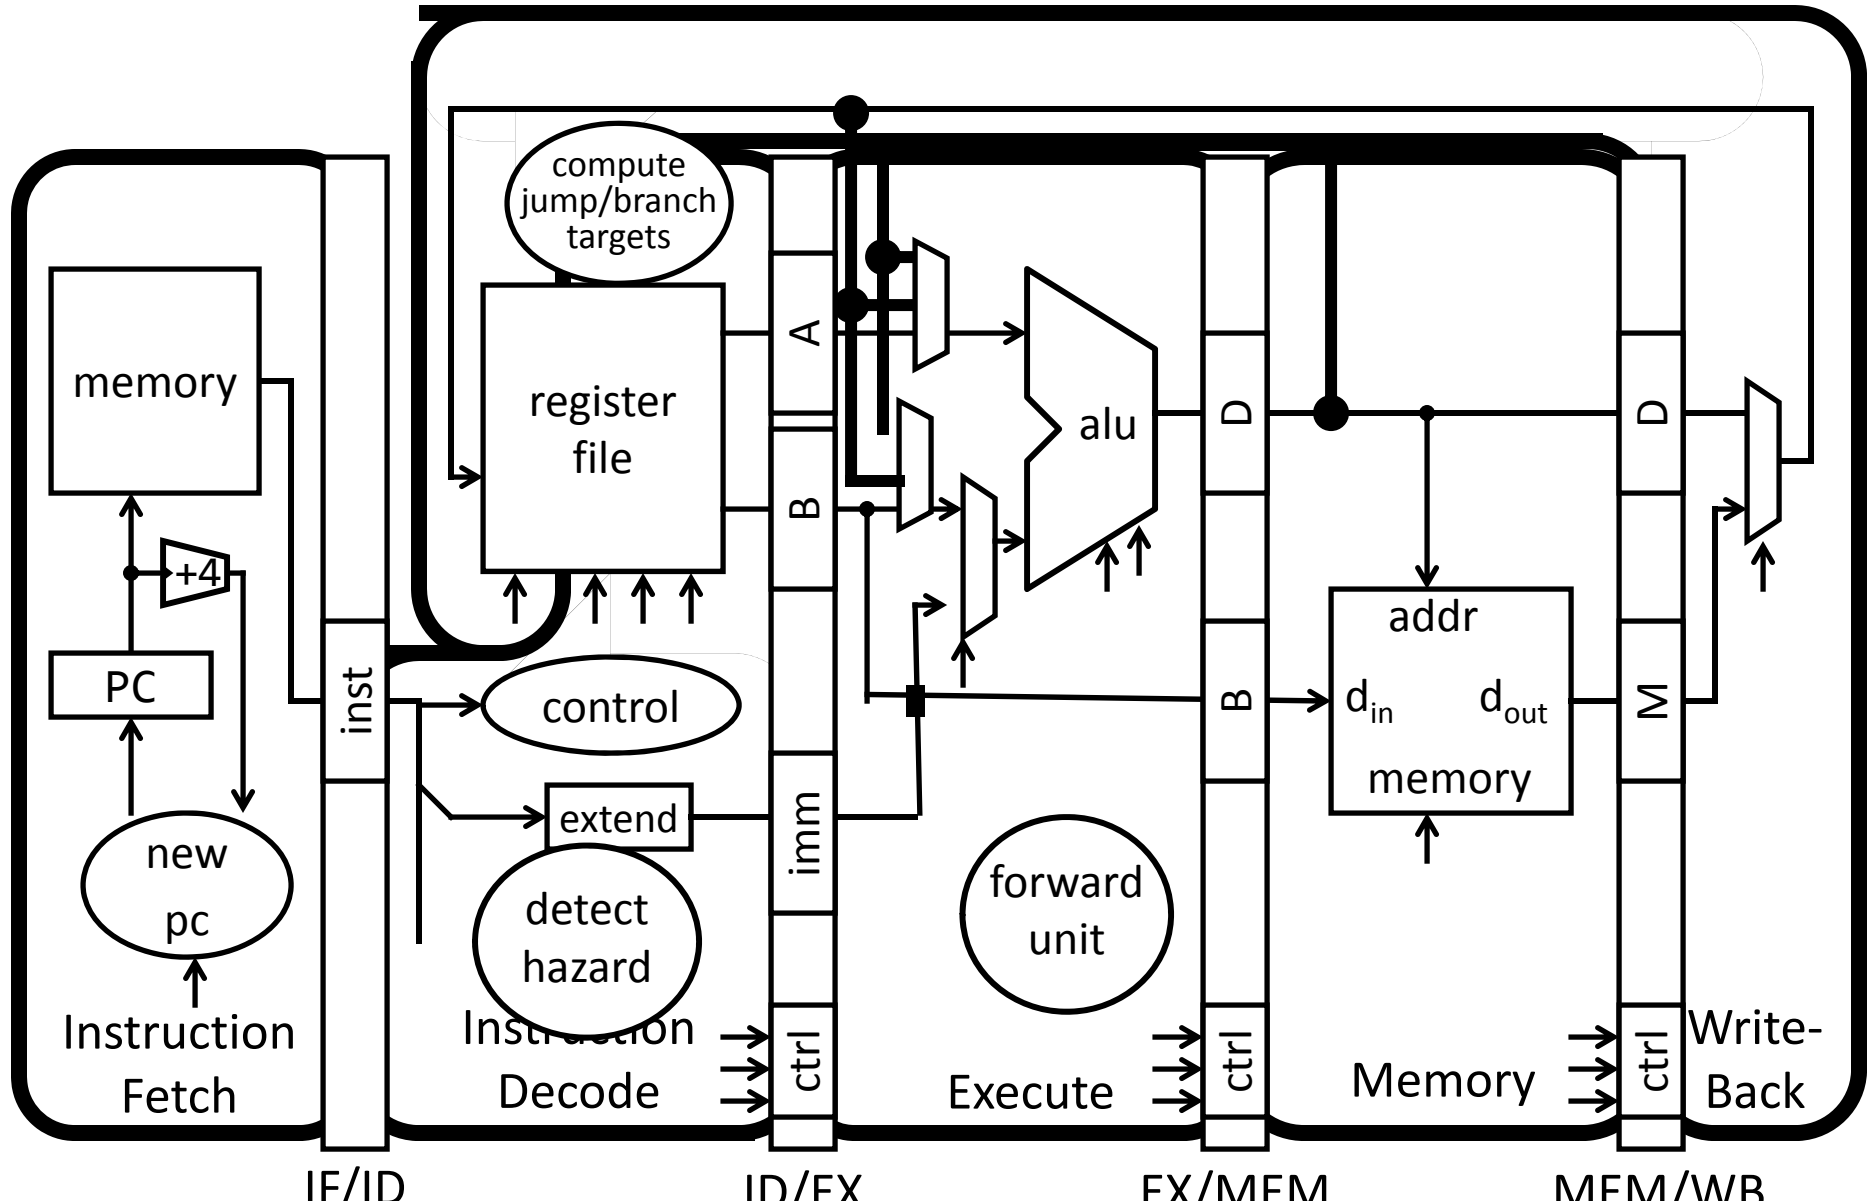 compute
jump/branch
targets
memory
register
file
A
B
alu
D
D
+4
PC
inst
control
B
addr
d_in
d_out
memory
M
extend
imm
new
pc
detect
hazard
forward
unit
Instruction
Fetch
Instruction
Decode
ctrl
Execute
ctrl
Memory
ctrl
Write-
Back
IF/ID
ID/EX
EX/MEM
MEM/WB